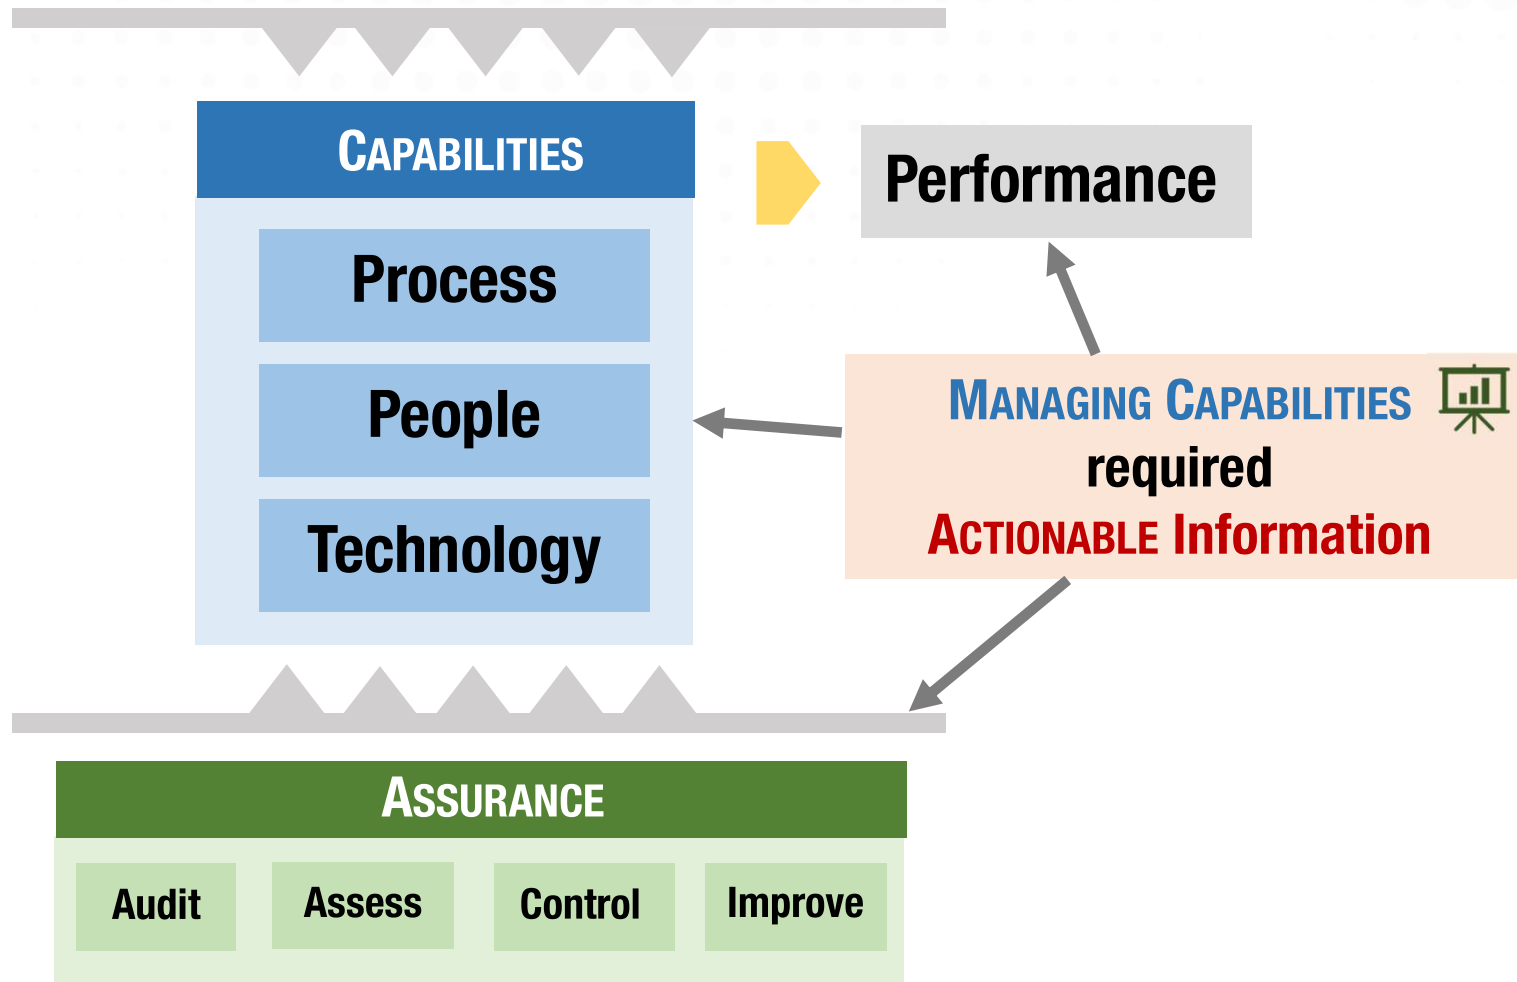 CAPABILITIES
Performance
Process
People
Technology
MANAGING CAPABILITIES
required
ACTIONABLE Information
ASSURANCE
Audit
Assess
Control
Improve